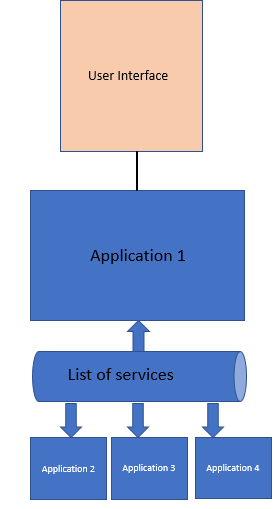 User Interface
Application 1
List of services
Application 2
Application 3
Application 4